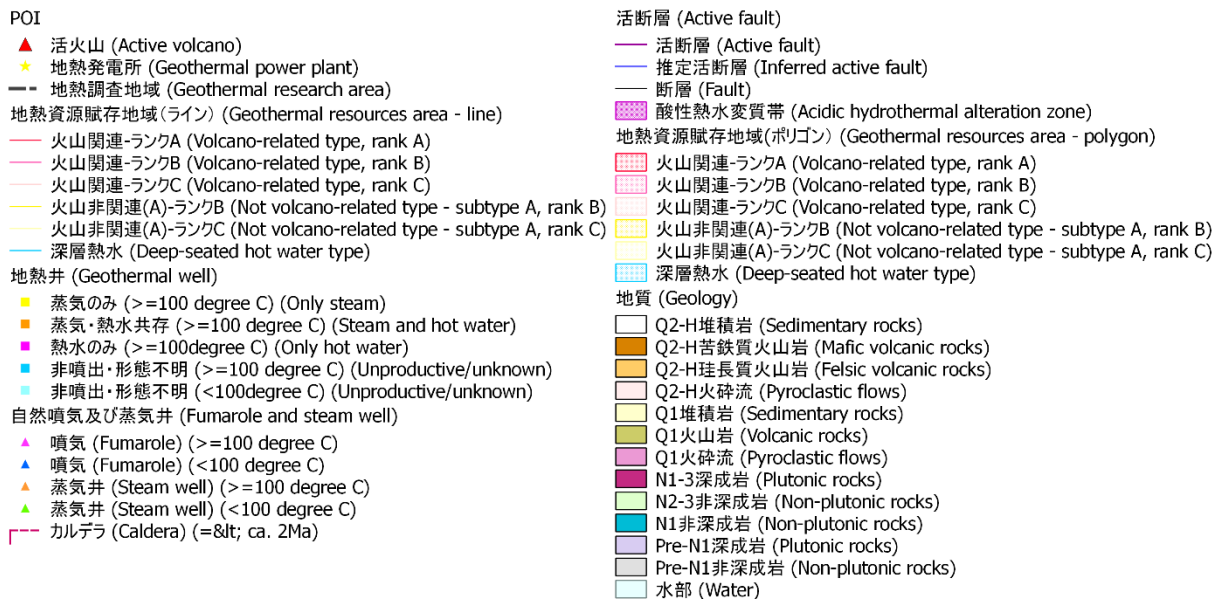 POI
活火山 (Active volcano)
地熱発電所 (Geothermal power plant)
地熱調査地域 (Geothermal research area)
地熱資源賦存地域(ライン) (Geothermal resources area - line)
火山関連-ランクA (Volcano-related type, rank A)
火山関連-ランクB (Volcano-related type, rank B)
火山関連-ランクC (Volcano-related type, rank C)
火山非関連(A)-ランクB (Not volcano-related type - subtype A, rank B)
火山非関連(A)-ランクC (Not volcano-related type - subtype A, rank C)
深層熱水 (Deep-seated hot water type)
地熱井 (Geothermal well)
蒸気のみ (>=100 degree C) (Only steam)
蒸気・熱水共存 (>=100 degree C) (Steam and hot water)
熱水のみ (>=100degree C) (Only hot water)
非噴出・形態不明 (>=100 degree C) (Unproductive/unknown)
非噴出・形態不明 (<100degree C) (Unproductive/unknown)
自然噴気及び蒸気井 (Fumarole and steam well)
噴気 (Fumarole) (>=100 degree C)
噴気 (Fumarole) (<100 degree C)
蒸気井 (Steam well) (>=100 degree C)
蒸気井 (Steam well) (<100 degree C)
カルデラ (Caldera) (=&lt; ca. 2Ma)
活断層 (Active fault)
活断層 (Active fault)
推定活断層 (Inferred active fault)
断層 (Fault)
酸性熱水変質帯 (Acidic hydrothermal alteration zone)
地熱資源賦存地域(ポリゴン) (Geothermal resources area - polygon)
火山関連-ランクA (Volcano-related type, rank A)
火山関連-ランクB (Volcano-related type, rank B)
火山関連-ランクC (Volcano-related type, rank C)
火山非関連(A)-ランクB (Not volcano-related type - subtype A, rank B)
火山非関連(A)-ランクC (Not volcano-related type - subtype A, rank C)
深層熱水 (Deep-seated hot water type)
地質 (Geology)
Q2-H堆積岩 (Sedimentary rocks)
Q2-H苦鉄質火山岩 (Mafic volcanic rocks)
Q2-H珪長質火山岩 (Felsic volcanic rocks)
Q2-H火砕流 (Pyroclastic flows)
Q1堆積岩 (Sedimentary rocks)
Q1火山岩 (Volcanic rocks)
Q1火砕流 (Pyroclastic flows)
N1-3深成岩 (Plutonic rocks)
N2-3非深成岩 (Non-plutonic rocks)
N1非深成岩 (Non-plutonic rocks)
Pre-N1深成岩 (Plutonic rocks)
Pre-N1非深成岩 (Non-plutonic rocks)
水部 (Water)